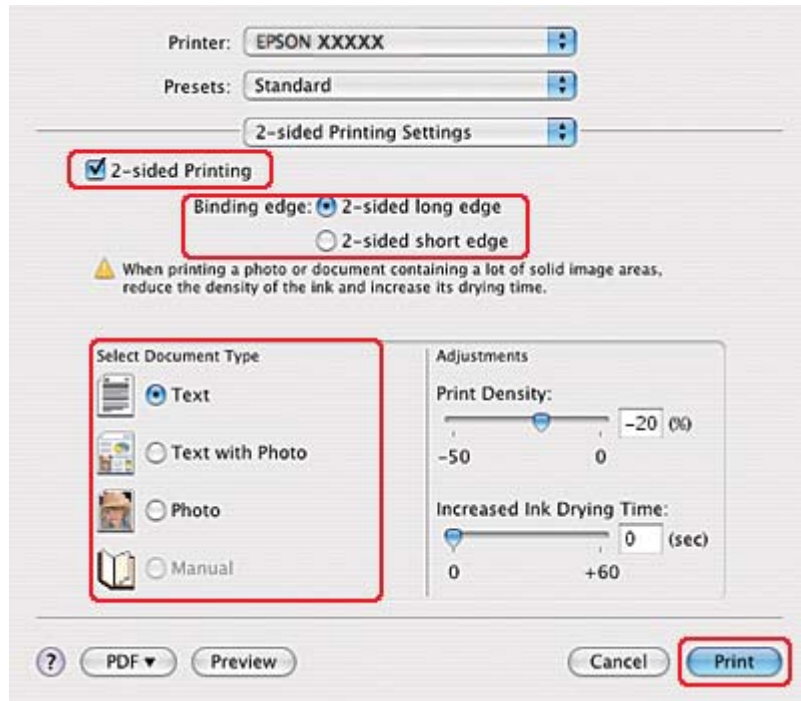 Printer: EPSON XXXXX
Presets: Standard
2-sided Printing Settings
2-sided Printing
Binding edge: 2-sided long edge
2-sided short edge
When printing a photo or document containing a lot of solid image areas,
reduce the density of the ink and increase its drying time.
Select Document Type
Text
Text with Photo
Photo
Manual
Adjustments
Print Density:
-20 (%)
-50 0
Increased Ink Drying Time:
0 (sec)
0 +60
? PDF Preview Cancel Print